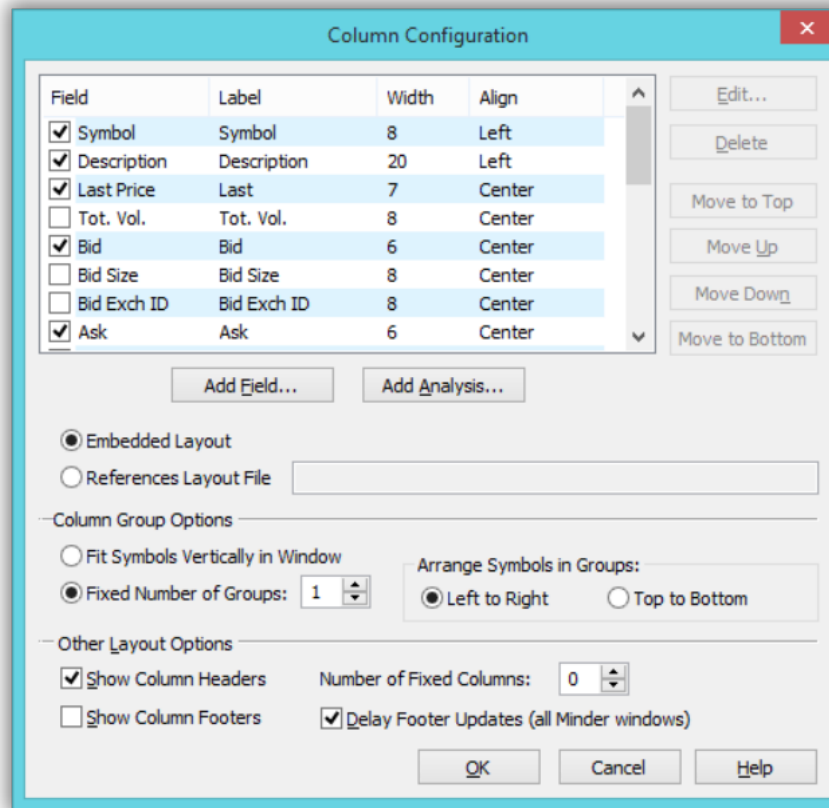 Column Configuration
Field Label Width Align
Symbol Symbol 8 Left
Description Description 20 Left
Last Price Last 7 Center
Tot. Vol. Tot. Vol. 8 Center
Bid Bid 6 Center
Bid Size Bid Size 8 Center
Bid Exch ID Bid Exch ID 8 Center
Ask Ask 6 Center
Edit...
Delete
Move to Top
Move Up
Move Down
Move to Bottom
Add Field... Add Analysis...
Embedded Layout
References Layout File
Column Group Options
Fit Symbols Vertically in Window
Fixed Number of Groups: 1
Arrange Symbols in Groups:
Left to Right Top to Bottom
Other Layout Options
Show Column Headers Number of Fixed Columns: 0
Show Column Footers Delay Footer Updates (all Minder windows)
OK Cancel Help